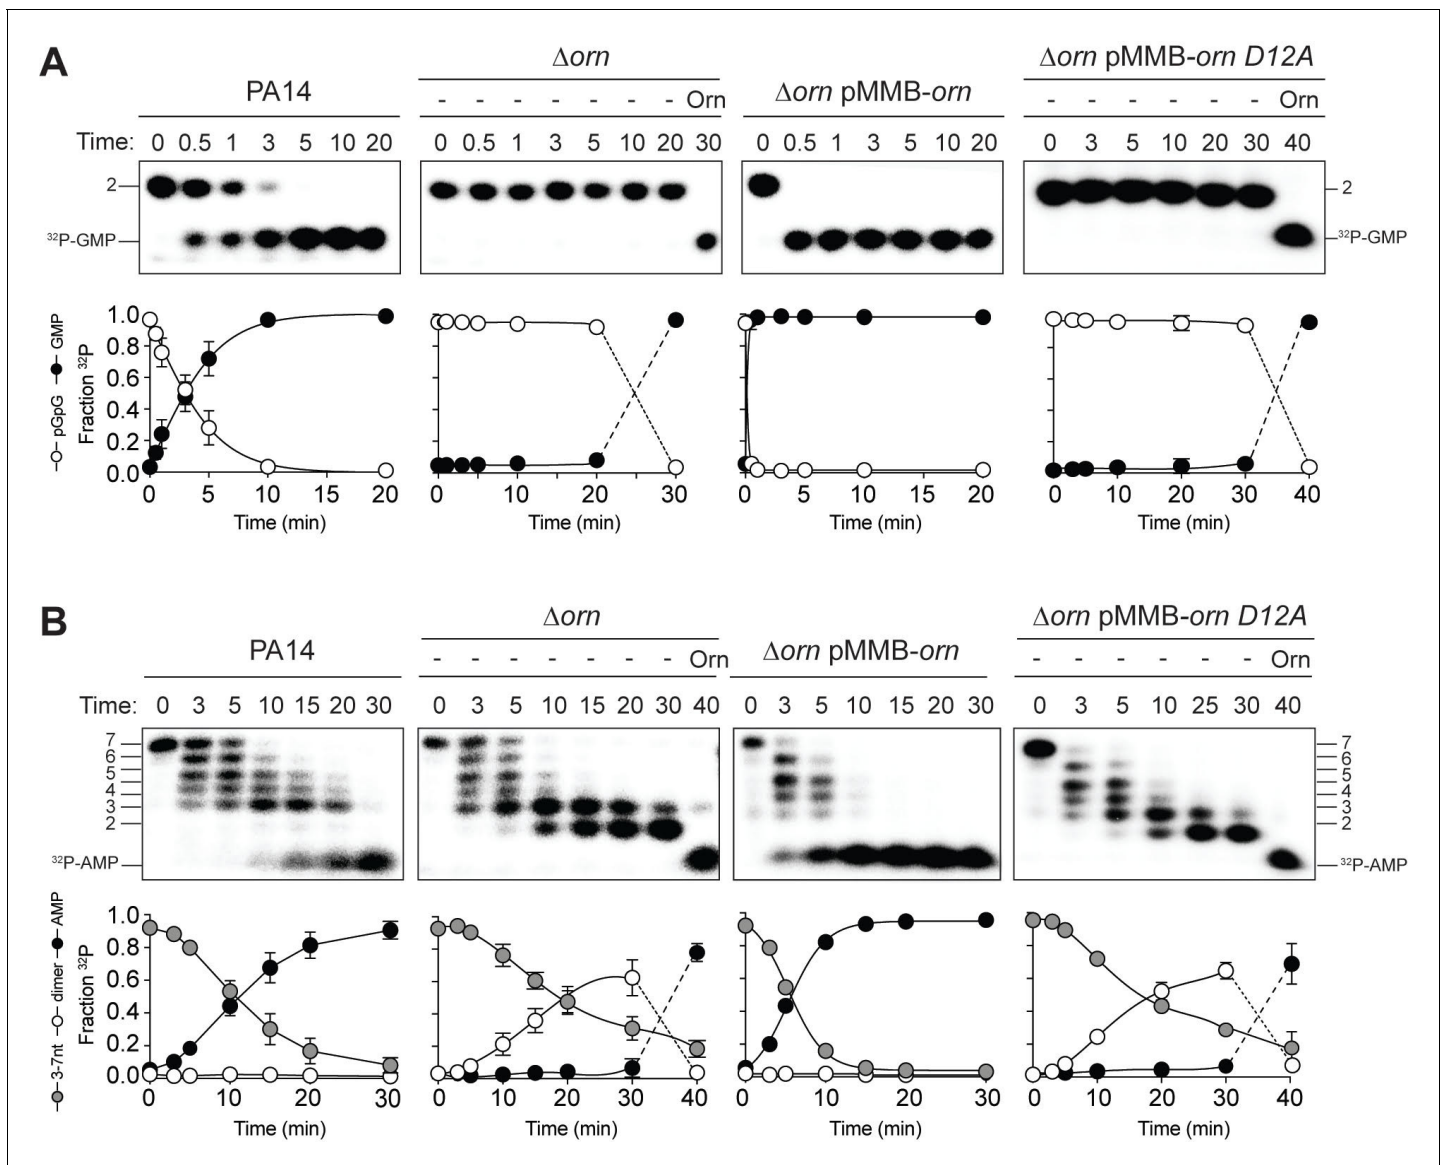 A
PA14
Δorn
Δorn pMMB-orn
Δorn pMMB-orn D12A
- - - - - - - Orn
- - - - - - Orn
Time: 0 0.5 1 3 5 10 20
0 0.5 1 3 5 10 20 30
0 0.5 1 3 5 10 20
0 3 5 10 20 30 40
2
32P-GMP
2
32P-GMP
pGpG GMP
Fraction 32P
1.0
0.8
0.6
0.4
0.2
0.0
0 5 10 15 20
Time (min)
0 10 20 30
Time (min)
0 5 10 15 20
Time (min)
0 10 20 30 40
Time (min)
B
PA14
Δorn
Δorn pMMB-orn
Δorn pMMB-orn D12A
- - - - - - - Orn
- - - - - - Orn
Time: 0 3 5 10 15 20 30
0 3 5 10 15 20 30 40
0 3 5 10 15 20 30
0 3 5 10 25 30 40
7
6
5
4
3
2
32P-AMP
7
6
5
4
3
2
32P-AMP
3-7nt dimer AMP
Fraction 32P
1.0
0.8
0.6
0.4
0.2
0.0
0 10 20 30
Time (min)
0 10 20 30 40
Time (min)
0 10 20 30
Time (min)
0 10 20 30 40
Time (min)